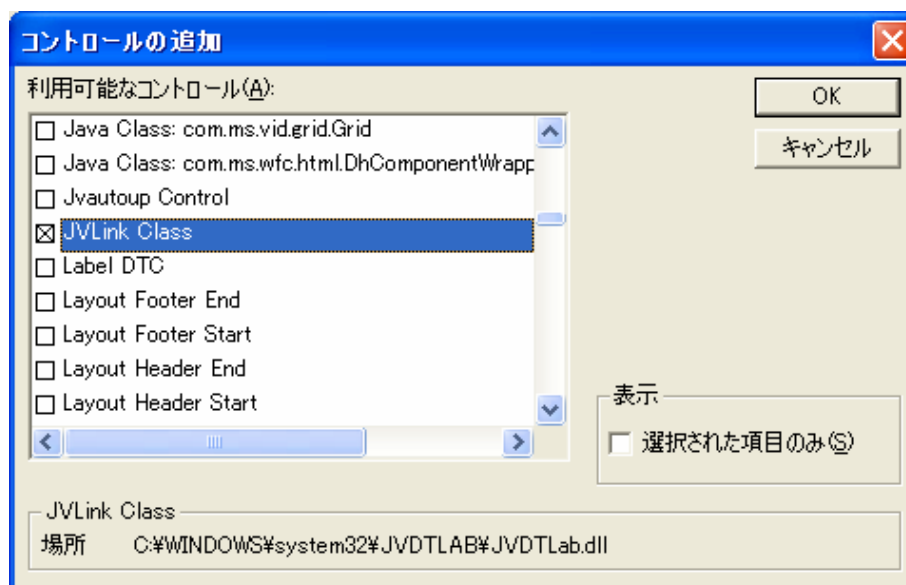 コントロールの追加
利用可能なコントロール(A):
OK
キャンセル
Java Class: com.ms.vid.grid.Grid
Java Class: com.ms.wfc.html.DhComponentWrapp
Jvautoup Control
JVLink Class
Label DTC
Layout Footer End
Layout Footer Start
Layout Header End
Layout Header Start
表示
選択された項目のみ(S)
JVLink Class
場所 C:¥WINDOWS¥system32¥JVDTLAB¥JVDTLab.dll